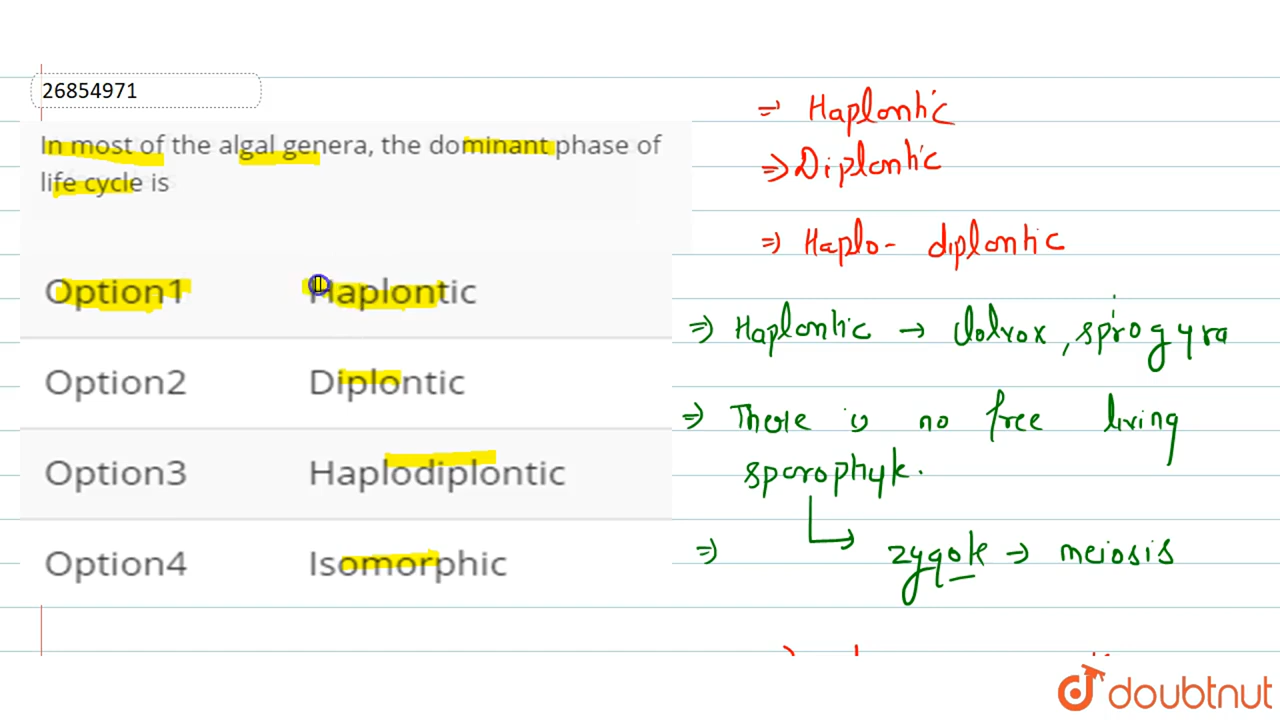 26854971
In most of the algal genera, the dominant phase of
life cycle is
Option1 Haplontic
Option2 Diplontic
Option3 Haplodiplontic
Option4 Isomorphic
=> Haplontic
=> Diplontic
=> Haplo- diplontic
=> Haplontic → Volvox, spirogyra
=> There is no free living
sporophyte.
=> zygote → meiosis
doubtnut